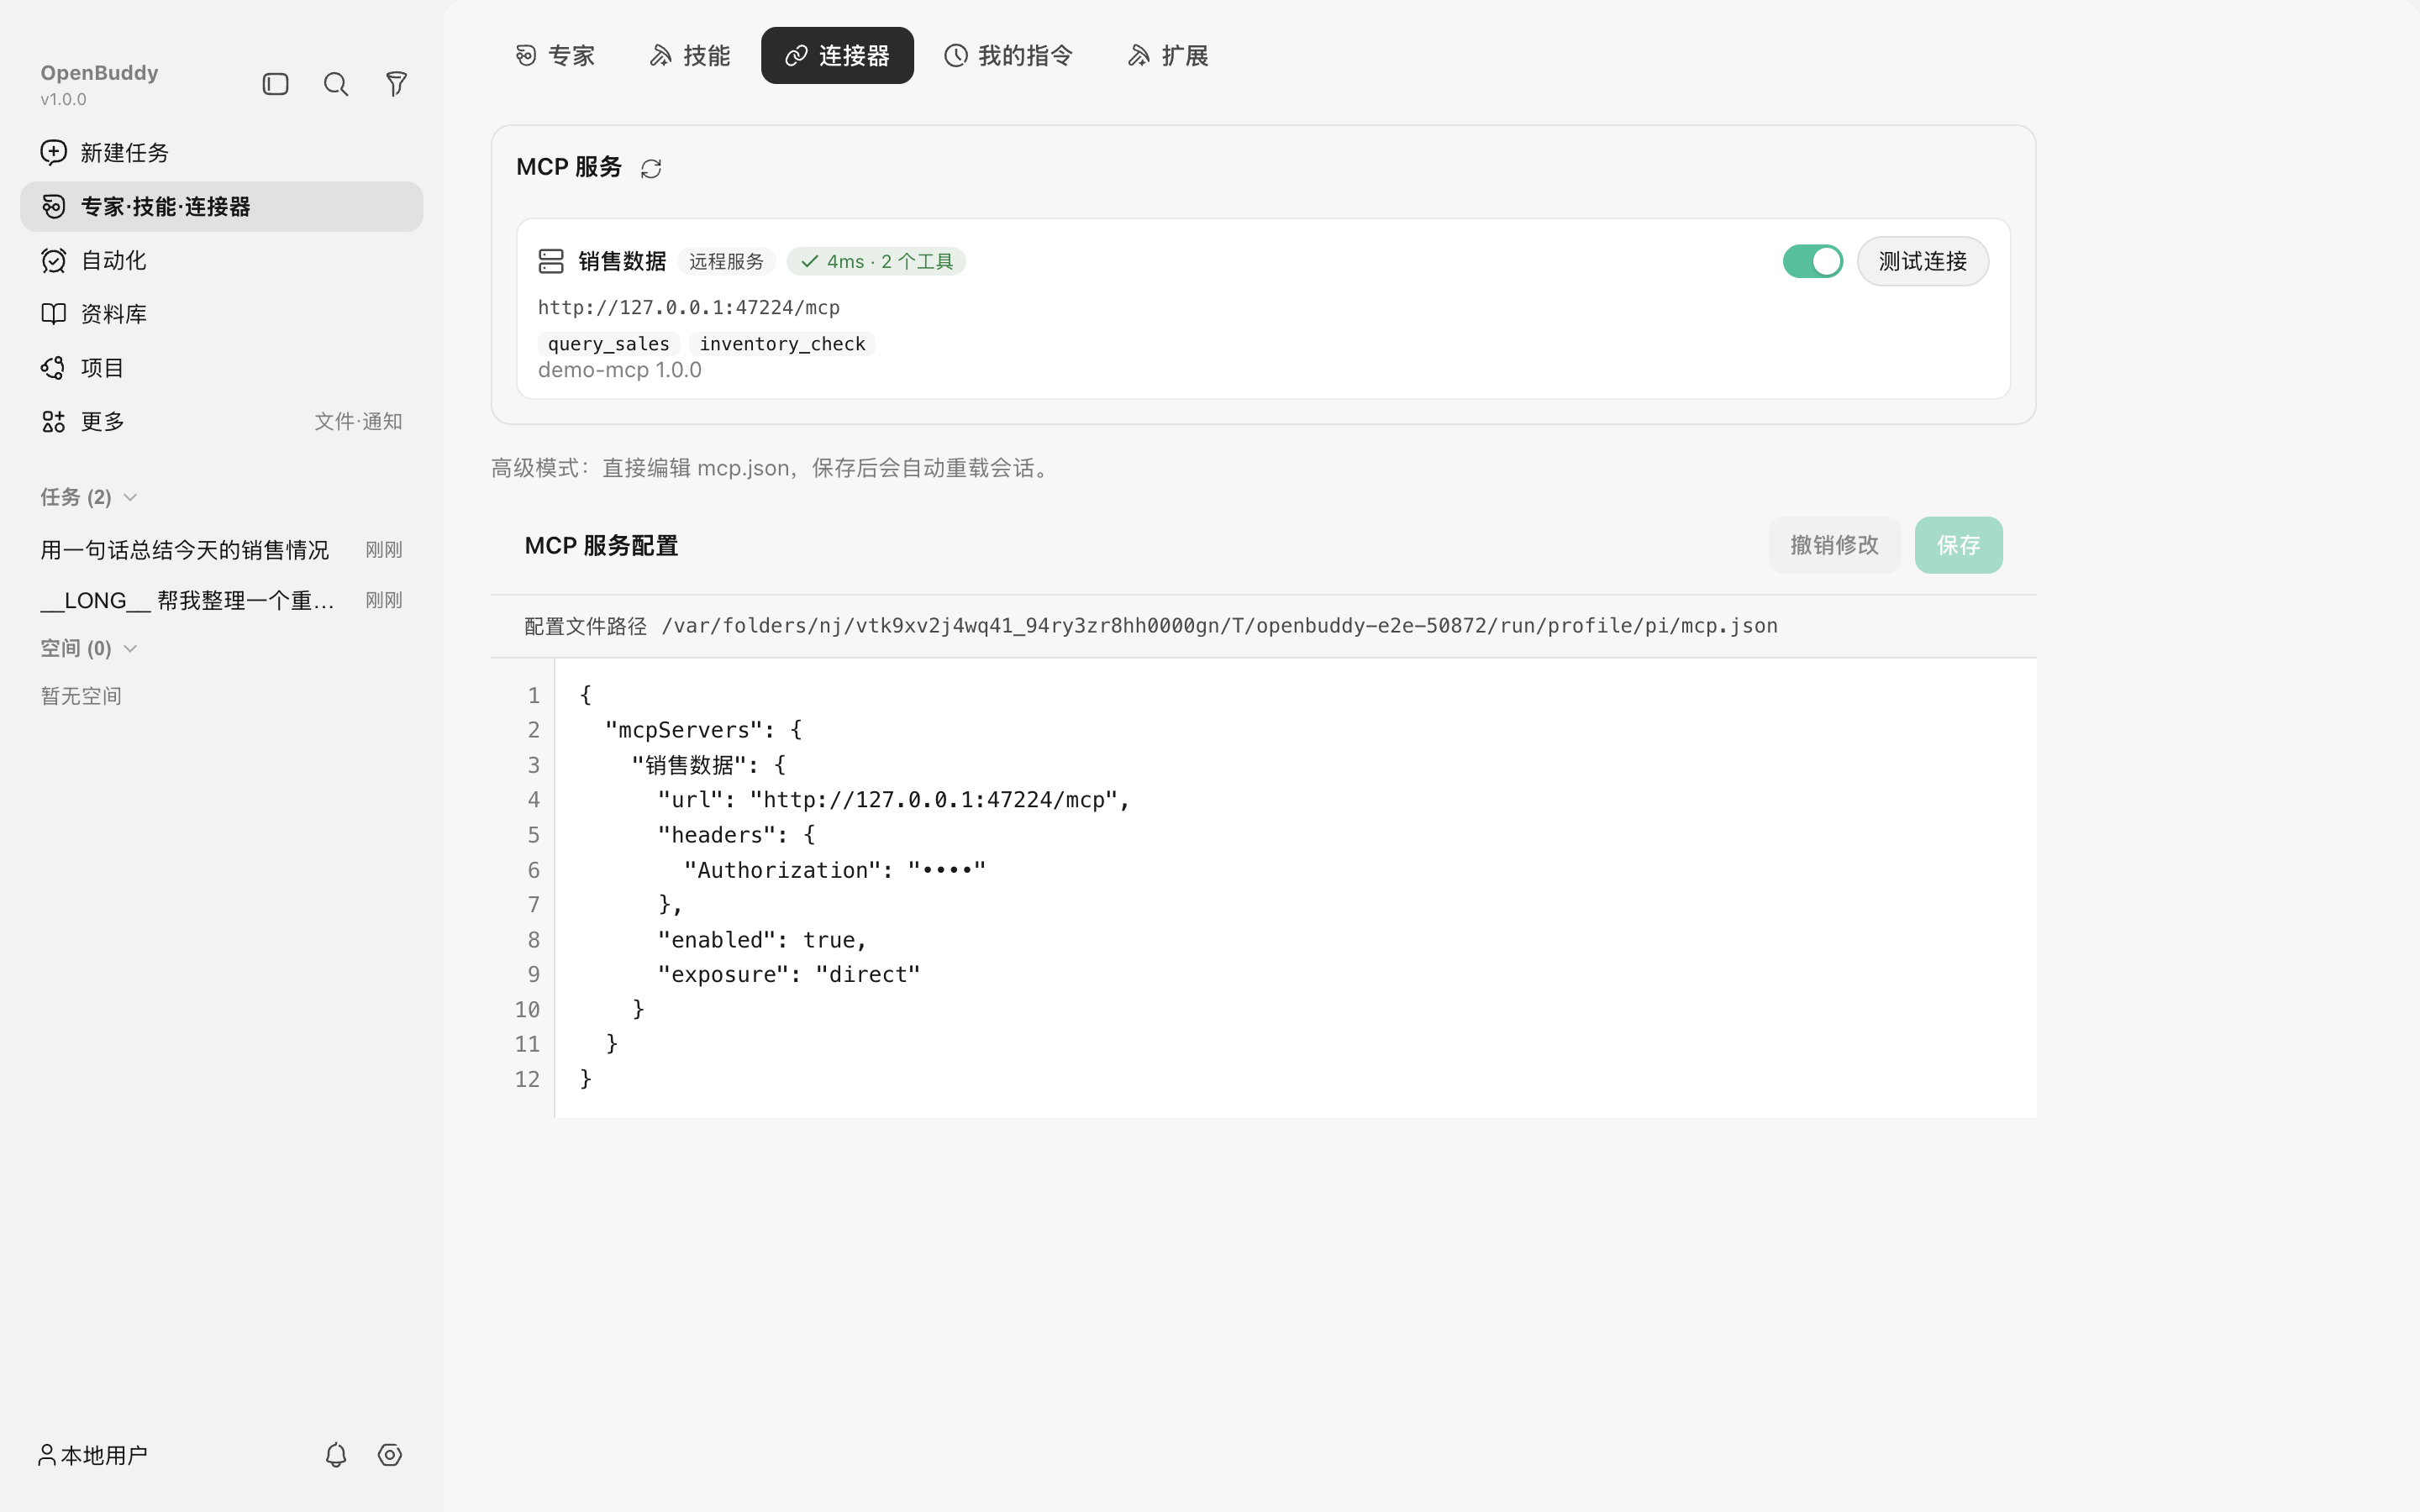 OpenBuddy
v1.0.0
新建任务
专家·技能·连接器
自动化
资料库
项目
更多 文件·通知
任务 (2)
用一句话总结今天的销售情况 刚刚
__LONG__ 帮我整理一个重... 刚刚
空间 (0)
暂无空间
本地用户
专家 技能 连接器 我的指令 扩展
MCP 服务
销售数据 远程服务 4ms · 2 个工具 测试连接
http://127.0.0.1:47224/mcp
query_sales inventory_check
demo-mcp 1.0.0
高级模式：直接编辑 mcp.json，保存后会自动重载会话。
MCP 服务配置 撤销修改 保存
配置文件路径 /var/folders/nj/vtk9xv2j4wq41_94ry3zr8hh0000gn/T/openbuddy-e2e-50872/run/profile/pi/mcp.json
1 {
2 "mcpServers": {
3 "销售数据": {
4 "url": "http://127.0.0.1:47224/mcp",
5 "headers": {
6 "Authorization": "••••"
7 },
8 "enabled": true,
9 "exposure": "direct"
10 }
11 }
12 }